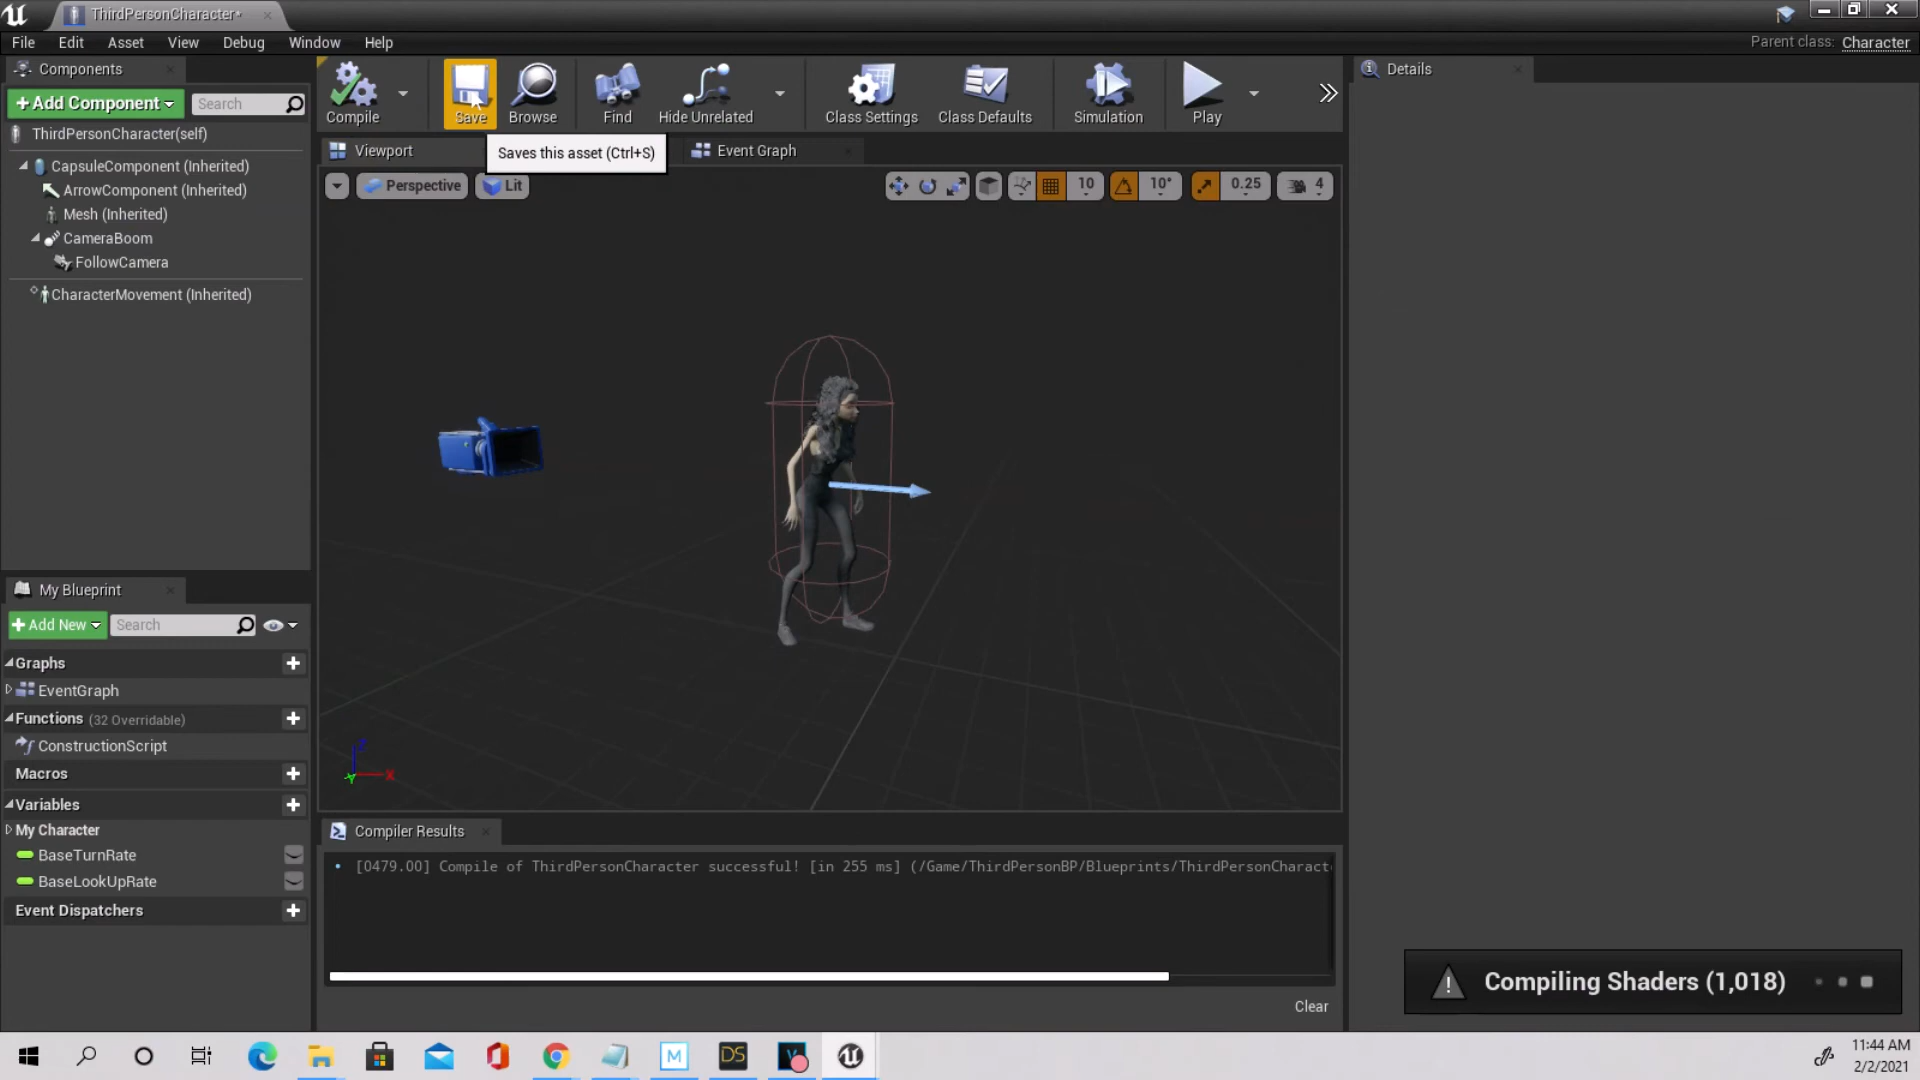 ThirdPersonCharacter*
File Edit Asset View Debug Window Help
Parent class: Character
Components
+Add Component
Search
ThirdPersonCharacter(self)
CapsuleComponent (Inherited)
ArrowComponent (Inherited)
Mesh (Inherited)
CameraBoom
FollowCamera
CharacterMovement (Inherited)
Compile Save Browse Find Hide Unrelated Class Settings Class Defaults Simulation Play
Saves this asset (Ctrl+S)
Viewport
Event Graph
Perspective Lit
10 10° 0.25 4
Z
X
Y
Details
My Blueprint
+Add New
Search
Graphs
EventGraph
Functions (32 Overridable)
ConstructionScript
Macros
Variables
My Character
BaseTurnRate
BaseLookUpRate
Event Dispatchers
Compiler Results
[0479.00] Compile of ThirdPersonCharacter successful! [in 255 ms] (/Game/ThirdPersonBP/Blueprints/ThirdPersonCharact
Clear
Compiling Shaders (1,018)
M
DS
V
11:44 AM
2/2/2021